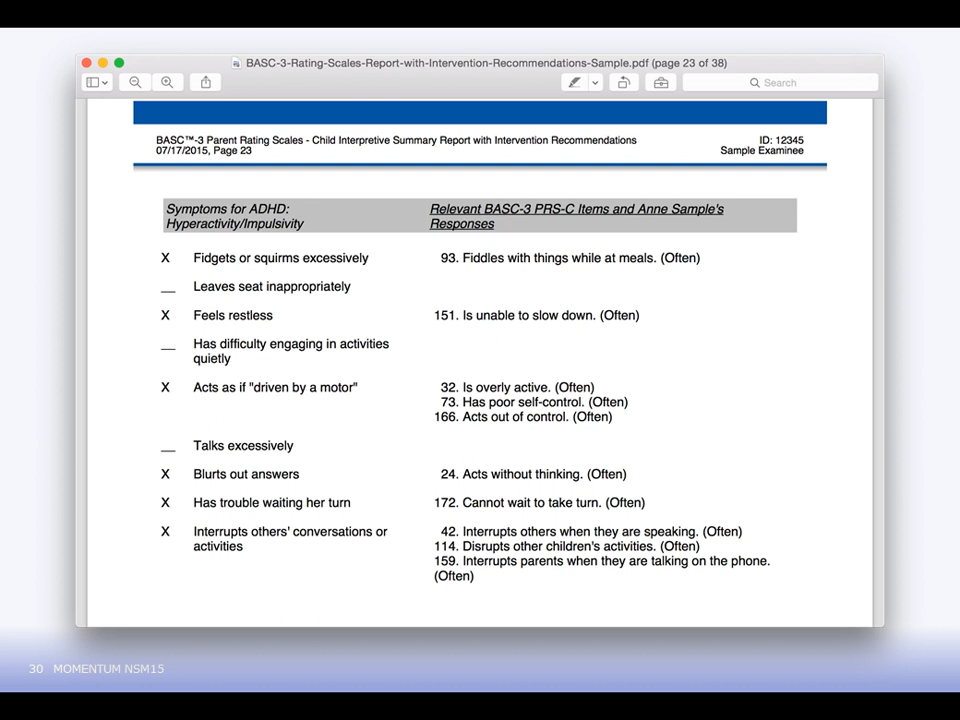 BASC-3-Rating-Scales-Report-with-Intervention-Recommendations-Sample.pdf (page 23 of 38)
Search
BASC™-3 Parent Rating Scales - Child Interpretive Summary Report with Intervention Recommendations
ID: 12345
07/17/2015, Page 23
Sample Examinee
Symptoms for ADHD:
Hyperactivity/Impulsivity
Relevant BASC-3 PRS-C Items and Anne Sample's
Responses
X Fidgets or squirms excessively
93. Fiddles with things while at meals. (Often)
__ Leaves seat inappropriately
X Feels restless
151. Is unable to slow down. (Often)
__ Has difficulty engaging in activities
quietly
X Acts as if "driven by a motor"
32. Is overly active. (Often)
73. Has poor self-control. (Often)
166. Acts out of control. (Often)
__ Talks excessively
X Blurts out answers
24. Acts without thinking. (Often)
X Has trouble waiting her turn
172. Cannot wait to take turn. (Often)
X Interrupts others' conversations or
activities
42. Interrupts others when they are speaking. (Often)
114. Disrupts other children's activities. (Often)
159. Interrupts parents when they are talking on the phone.
(Often)
30 MOMENTUM NSM15